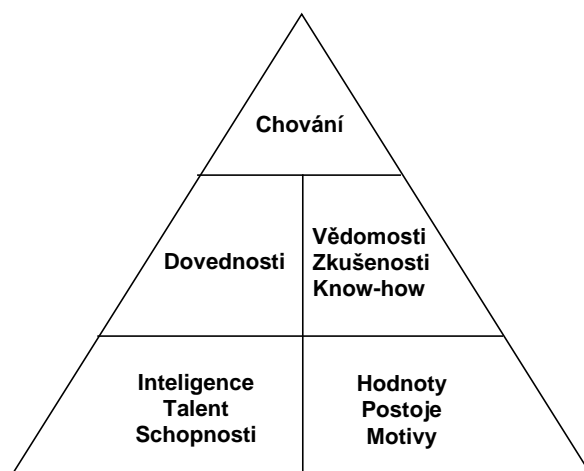 Chování
Dovednosti
Vědomosti
Zkušenosti
Know-how
Inteligence
Talent
Schopnosti
Hodnoty
Postoje
Motivy